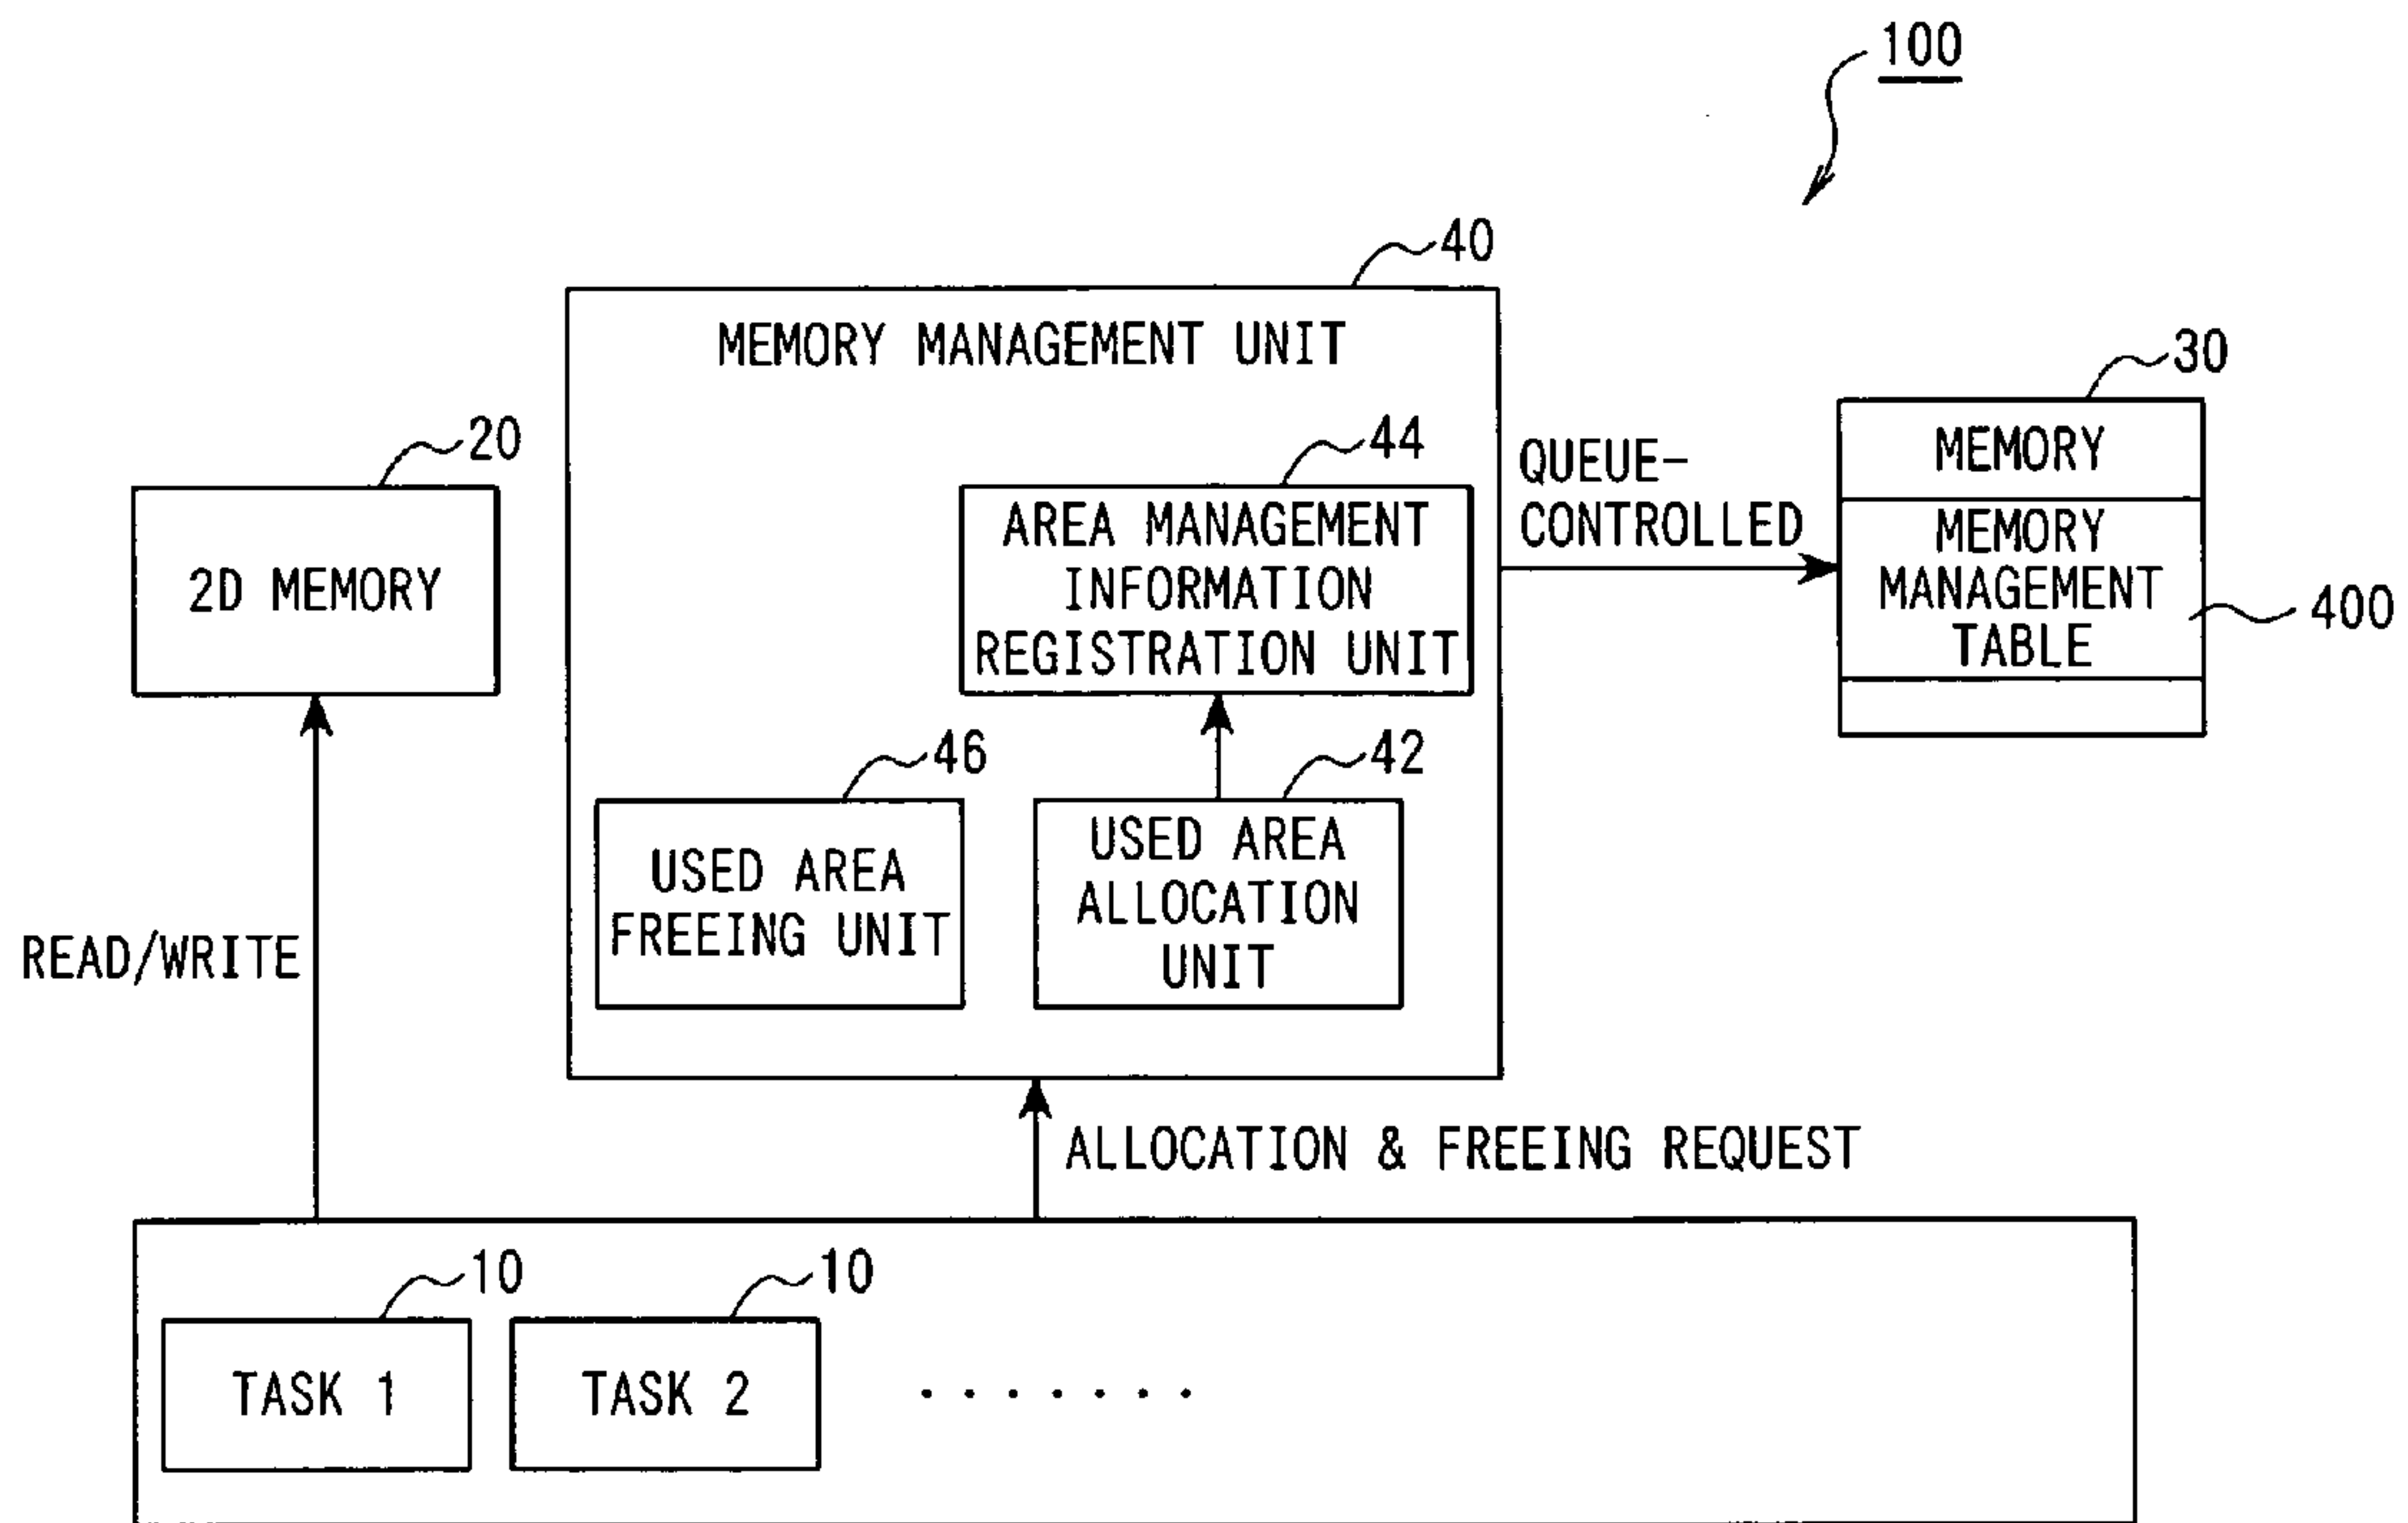 100
40
MEMORY MANAGEMENT UNIT
30
MEMORY
MEMORY
MANAGEMENT
TABLE
400
20
2D MEMORY
44
AREA MANAGEMENT
INFORMATION
REGISTRATION UNIT
QUEUE-
CONTROLLED
46
USED AREA
FREEING UNIT
42
USED AREA
ALLOCATION
UNIT
READ/WRITE
ALLOCATION & FREEING REQUEST
10
TASK 1
10
TASK 2
.......